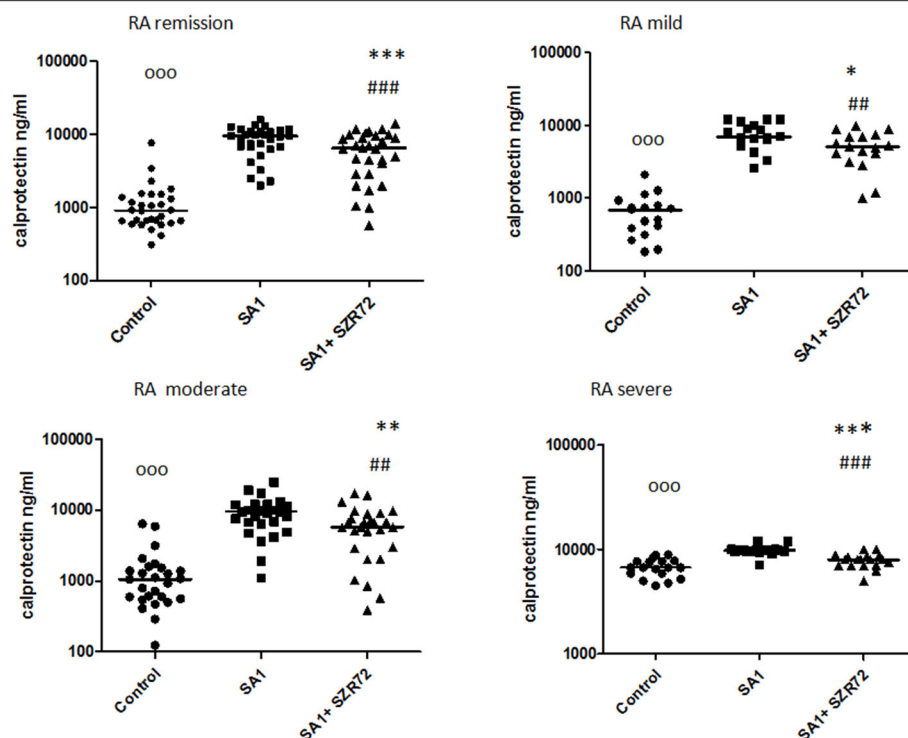 RA remission
100000
10000
1000
100
calprotectin ng/ml
ooo
***
###
Control
SA1
SA1+ SZR72
RA mild
100000
10000
1000
100
calprotectin ng/ml
ooo
*
##
Control
SA1
SA1+ SZR72
RA moderate
100000
10000
1000
100
calprotectin ng/ml
ooo
**
##
Control
SA1
SA1+ SZR72
RA severe
100000
10000
1000
calprotectin ng/ml
ooo
***
###
Control
SA1
SA1+ SZR72